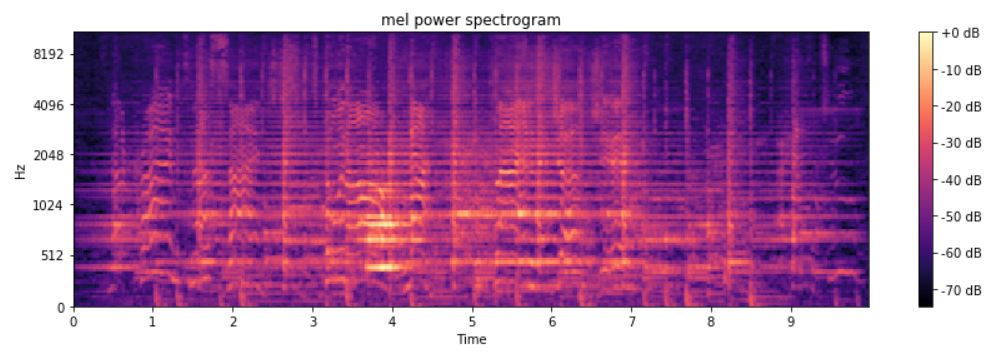 mel power spectrogram
8192
4096
2048
1024
512
0
Hz
0 1 2 3 4 5 6 7 8 9
Time
+0 dB
-10 dB
-20 dB
-30 dB
-40 dB
-50 dB
-60 dB
-70 dB